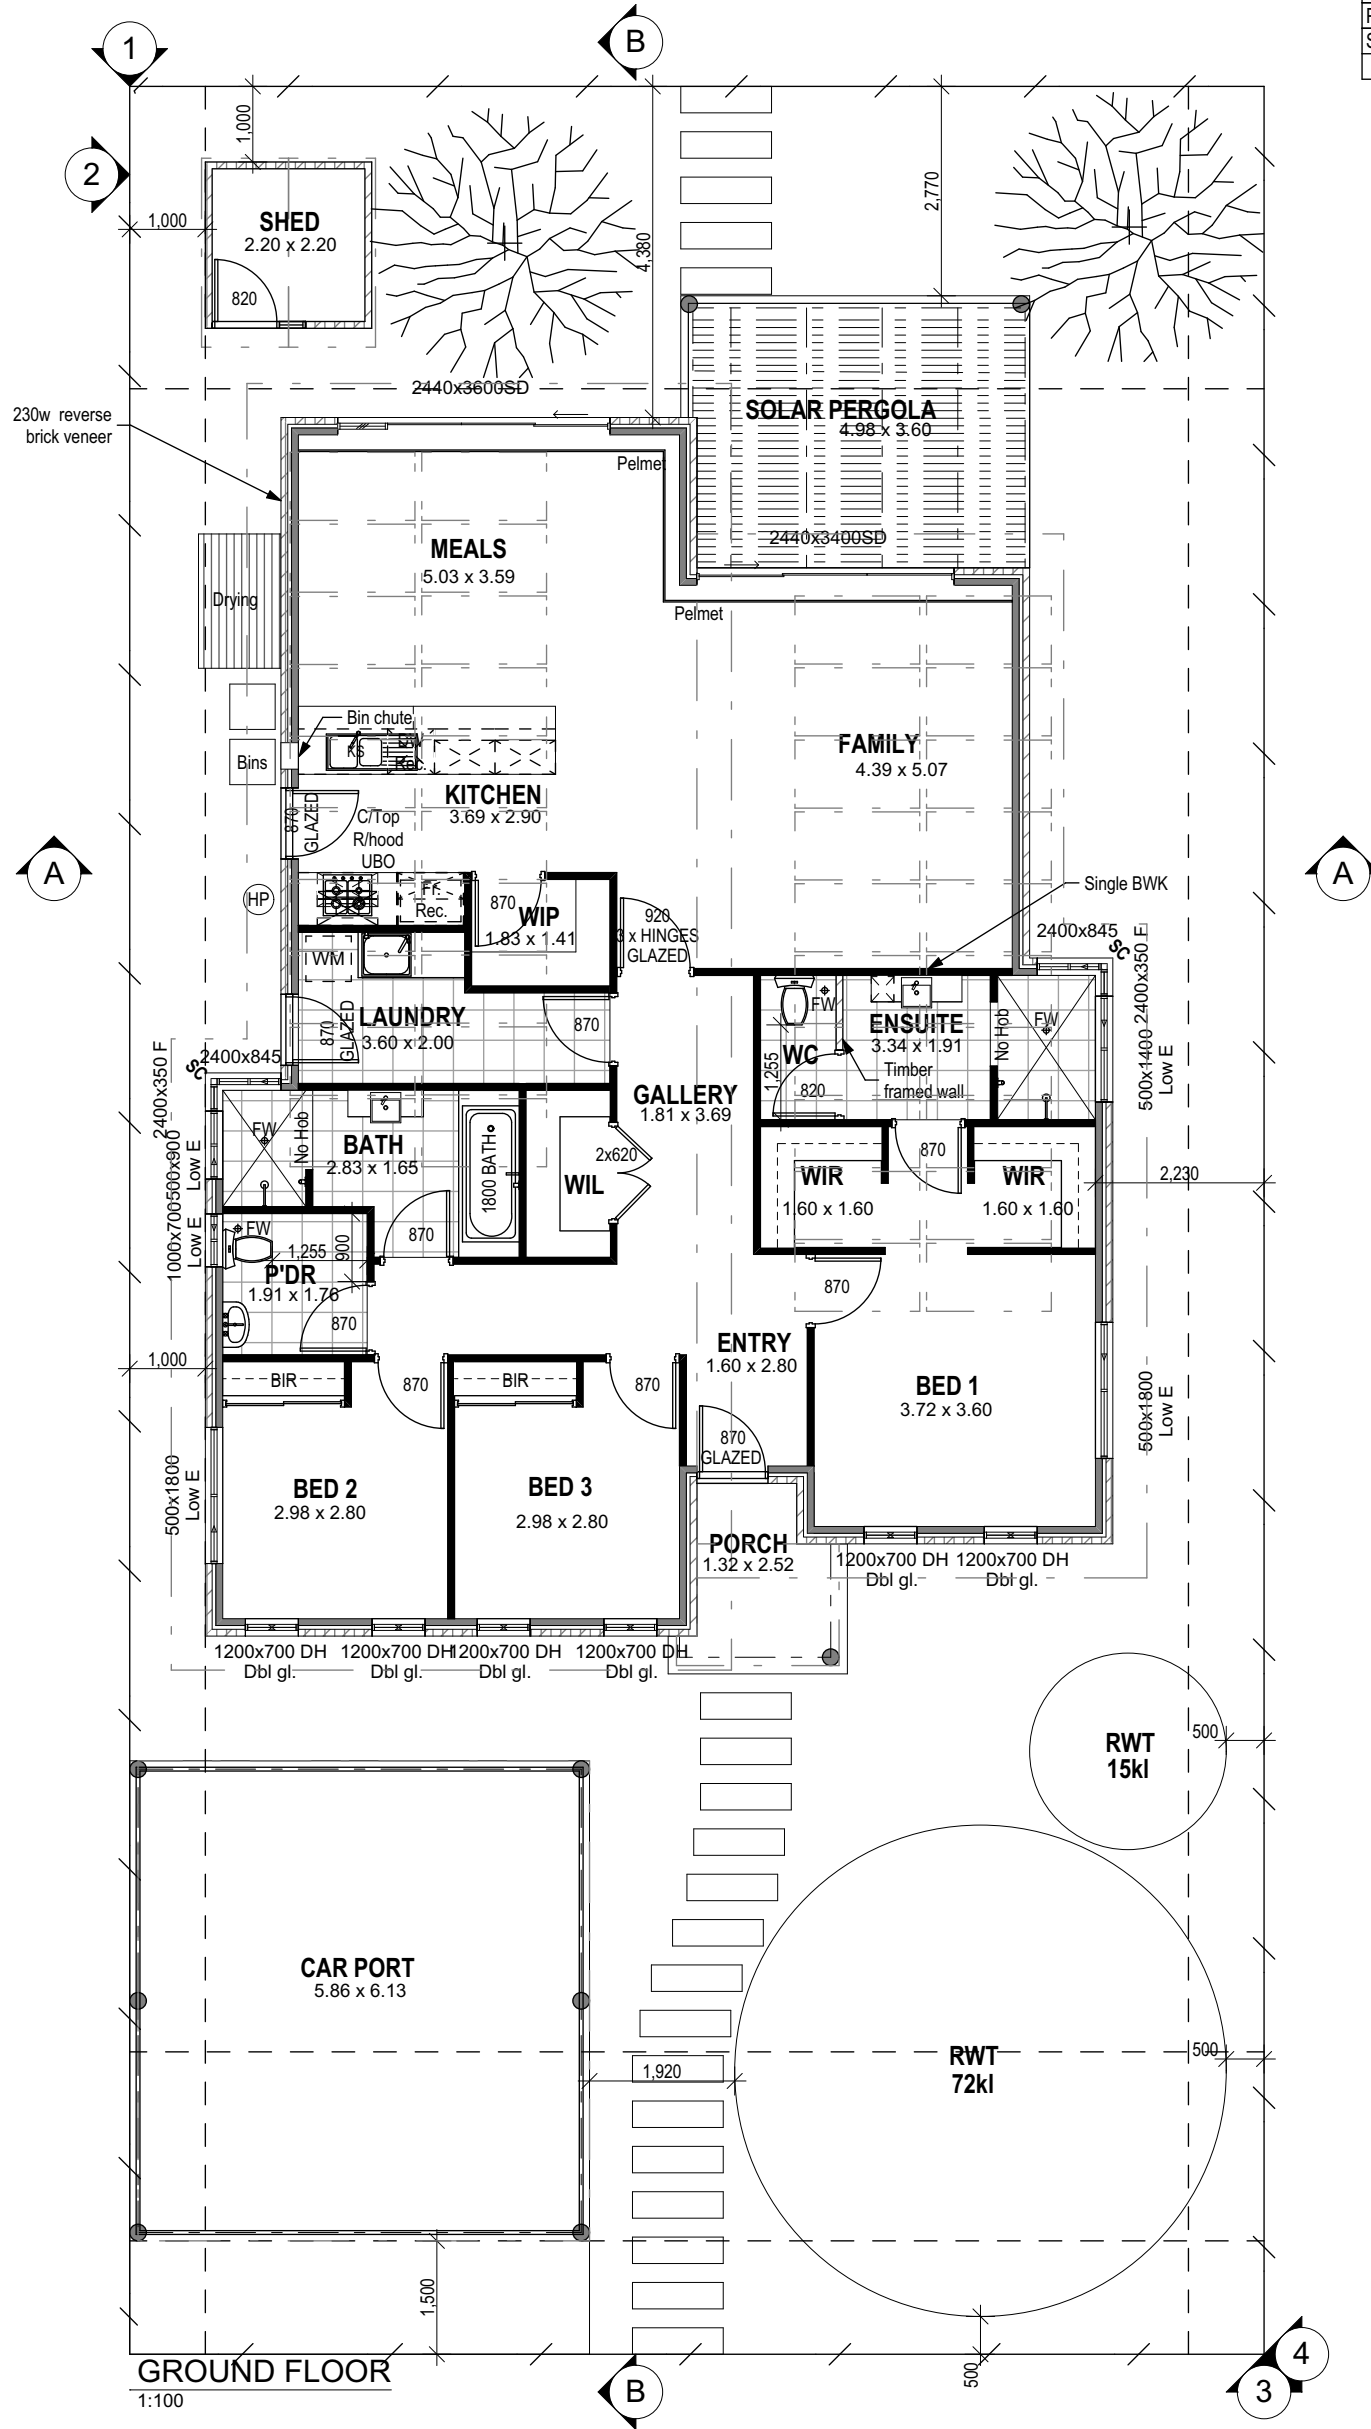 1
B
2
1,000
1,000
SHED
2.20 x 2.20
820
4,380
2,770
230w reverse
brick veneer
2440x3600SD
SOLAR PERGOLA
4.98 x 3.60
Pelmet
2440x3400SD
MEALS
5.03 x 3.59
Drying
Pelmet
Bin chute
Bins
KS
FAMILY
4.39 x 5.07
KITCHEN
3.69 x 2.90
870
GLAZED
C/Top
R/hood
UBO
A
A
HP
Fr.
Rec.
870
WIP
1.83 x 1.41
920
3 x HINGES
GLAZED
Single BWK
2400x845
SC
2400x350 F
WM
LAUNDRY
3.60 x 2.00
870
GLAZED
870
FW
WC
1,255
820
ENSUITE
3.34 x 1.91
Timber
framed wall
No Hob
FW
500x1400
Low E
2400x845
SC
2400x350 F
GALLERY
1.81 x 3.69
FW
No Hob
BATH
2.83 x 1.65
1800 BATH
870
2x620
WIL
500x900
Low E
WIR
1.60 x 1.60
870
WIR
1.60 x 1.60
2,230
1000x700
Low E
FW
1,255
900
P'DR
1.91 x 1.76
870
870
ENTRY
1.60 x 2.80
1,000
BIR
870
BIR
870
BED 1
3.72 x 3.60
500x1800
Low E
870
GLAZED
500x1800
Low E
BED 2
2.98 x 2.80
BED 3
2.98 x 2.80
PORCH
1.32 x 2.52
1200x700 DH
Dbl gl.
1200x700 DH
Dbl gl.
1200x700 DH
Dbl gl.
1200x700 DH
Dbl gl.
1200x700 DH
Dbl gl.
1200x700 DH
Dbl gl.
RWT
15kl
500
CAR PORT
5.86 x 6.13
RWT
72kl
500
1,920
1,500
500
GROUND FLOOR
1:100
B
4
3